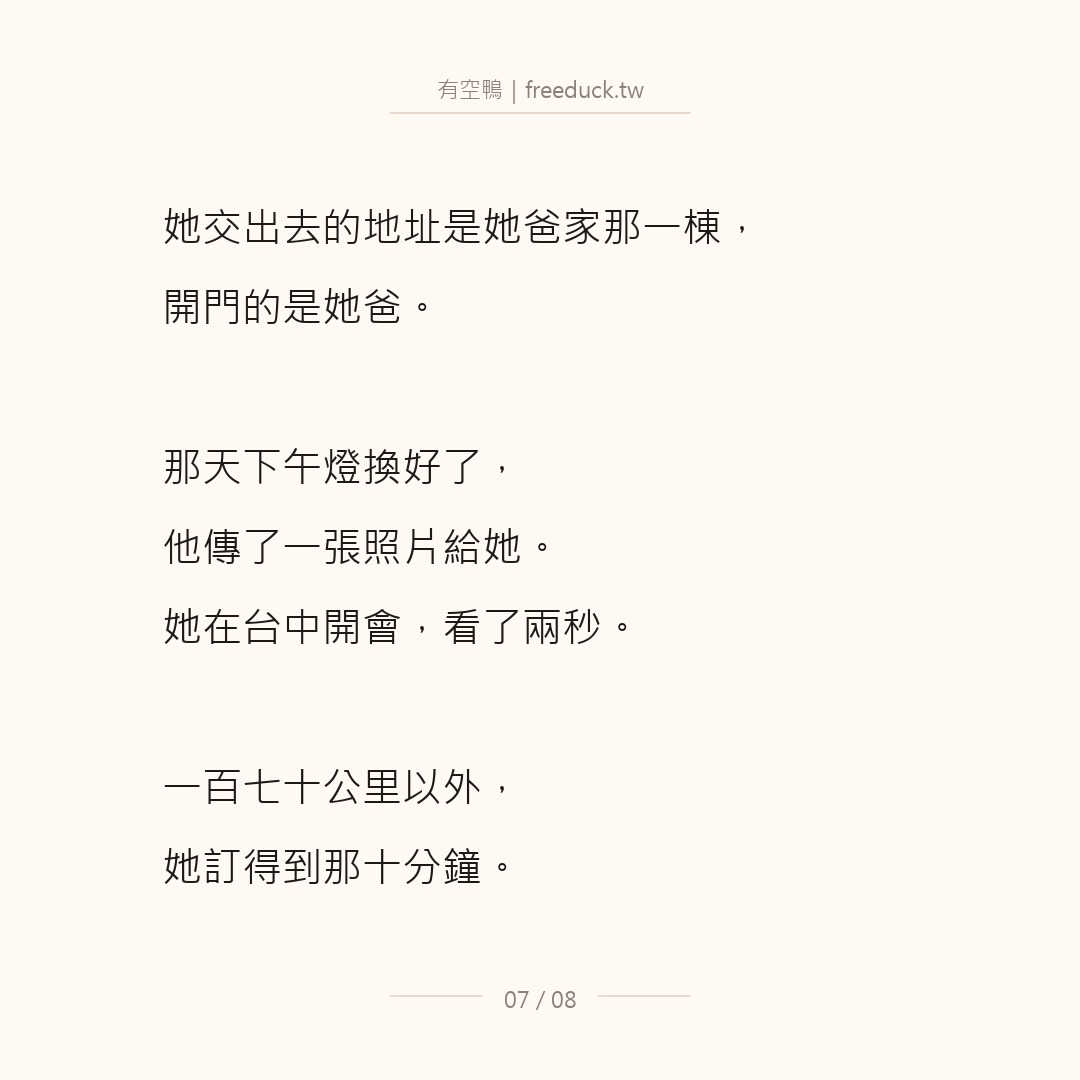 有空鴨 | freeduck.tw
她交出去的地址是她爸家那一棟，
開門的是她爸。
那天下午燈換好了，
他傳了一張照片給她。
她在台中開會，看了兩秒。
一百七十公里以外，
她訂得到那十分鐘。
07 / 08